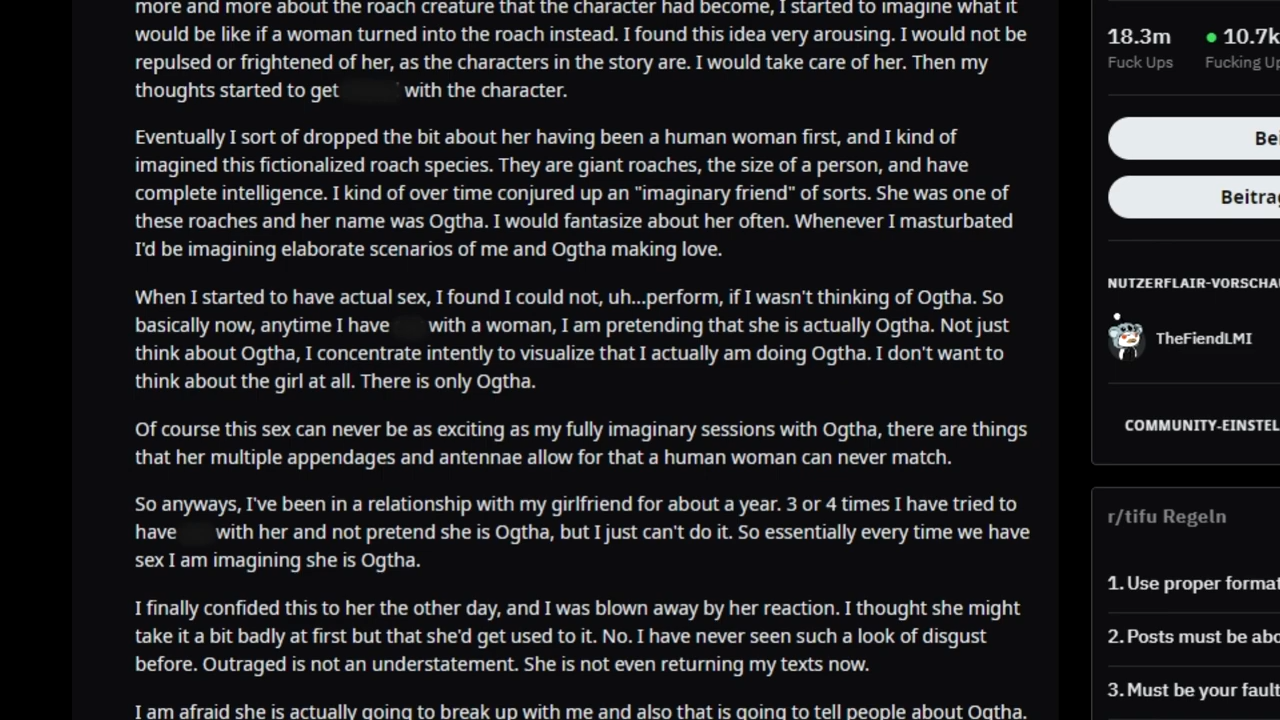 more and more about the roach creature that the character had become, I started to imagine what it
would be like if a woman turned into the roach instead. I found this idea very arousing. I would not be
repulsed or frightened of her, as the characters in the story are. I would take care of her. Then my
thoughts started to get with the character.
Eventually I sort of dropped the bit about her having been a human woman first, and I kind of
imagined this fictionalized roach species. They are giant roaches, the size of a person, and have
complete intelligence. I kind of over time conjured up an "imaginary friend" of sorts. She was one of
these roaches and her name was Ogtha. I would fantasize about her often. Whenever I masturbated
I'd be imagining elaborate scenarios of me and Ogtha making love.
When I started to have actual sex, I found I could not, uh...perform, if I wasn't thinking of Ogtha. So
basically now, anytime I have with a woman, I am pretending that she is actually Ogtha. Not just
think about Ogtha, I concentrate intently to visualize that I actually am doing Ogtha. I don't want to
think about the girl at all. There is only Ogtha.
Of course this sex can never be as exciting as my fully imaginary sessions with Ogtha, there are things
that her multiple appendages and antennae allow for that a human woman can never match.
So anyways, I've been in a relationship with my girlfriend for about a year. 3 or 4 times I have tried to
have with her and not pretend she is Ogtha, but I just can't do it. So essentially every time we have
sex I am imagining she is Ogtha.
I finally confided this to her the other day, and I was blown away by her reaction. I thought she might
take it a bit badly at first but that she'd get used to it. No. I have never seen such a look of disgust
before. Outraged is not an understatement. She is not even returning my texts now.
I am afraid she is actually going to break up with me and also that is going to tell people about Ogtha.
18.3m 10.7k
Fuck Ups Fucking Up
Bei
Beitrag
NUTZERFLAIR-VORSCHAU
TheFiendLMI
COMMUNITY-EINSTEL
r/tifu Regeln
1. Use proper format
2. Posts must be abo
3. Must be your fault